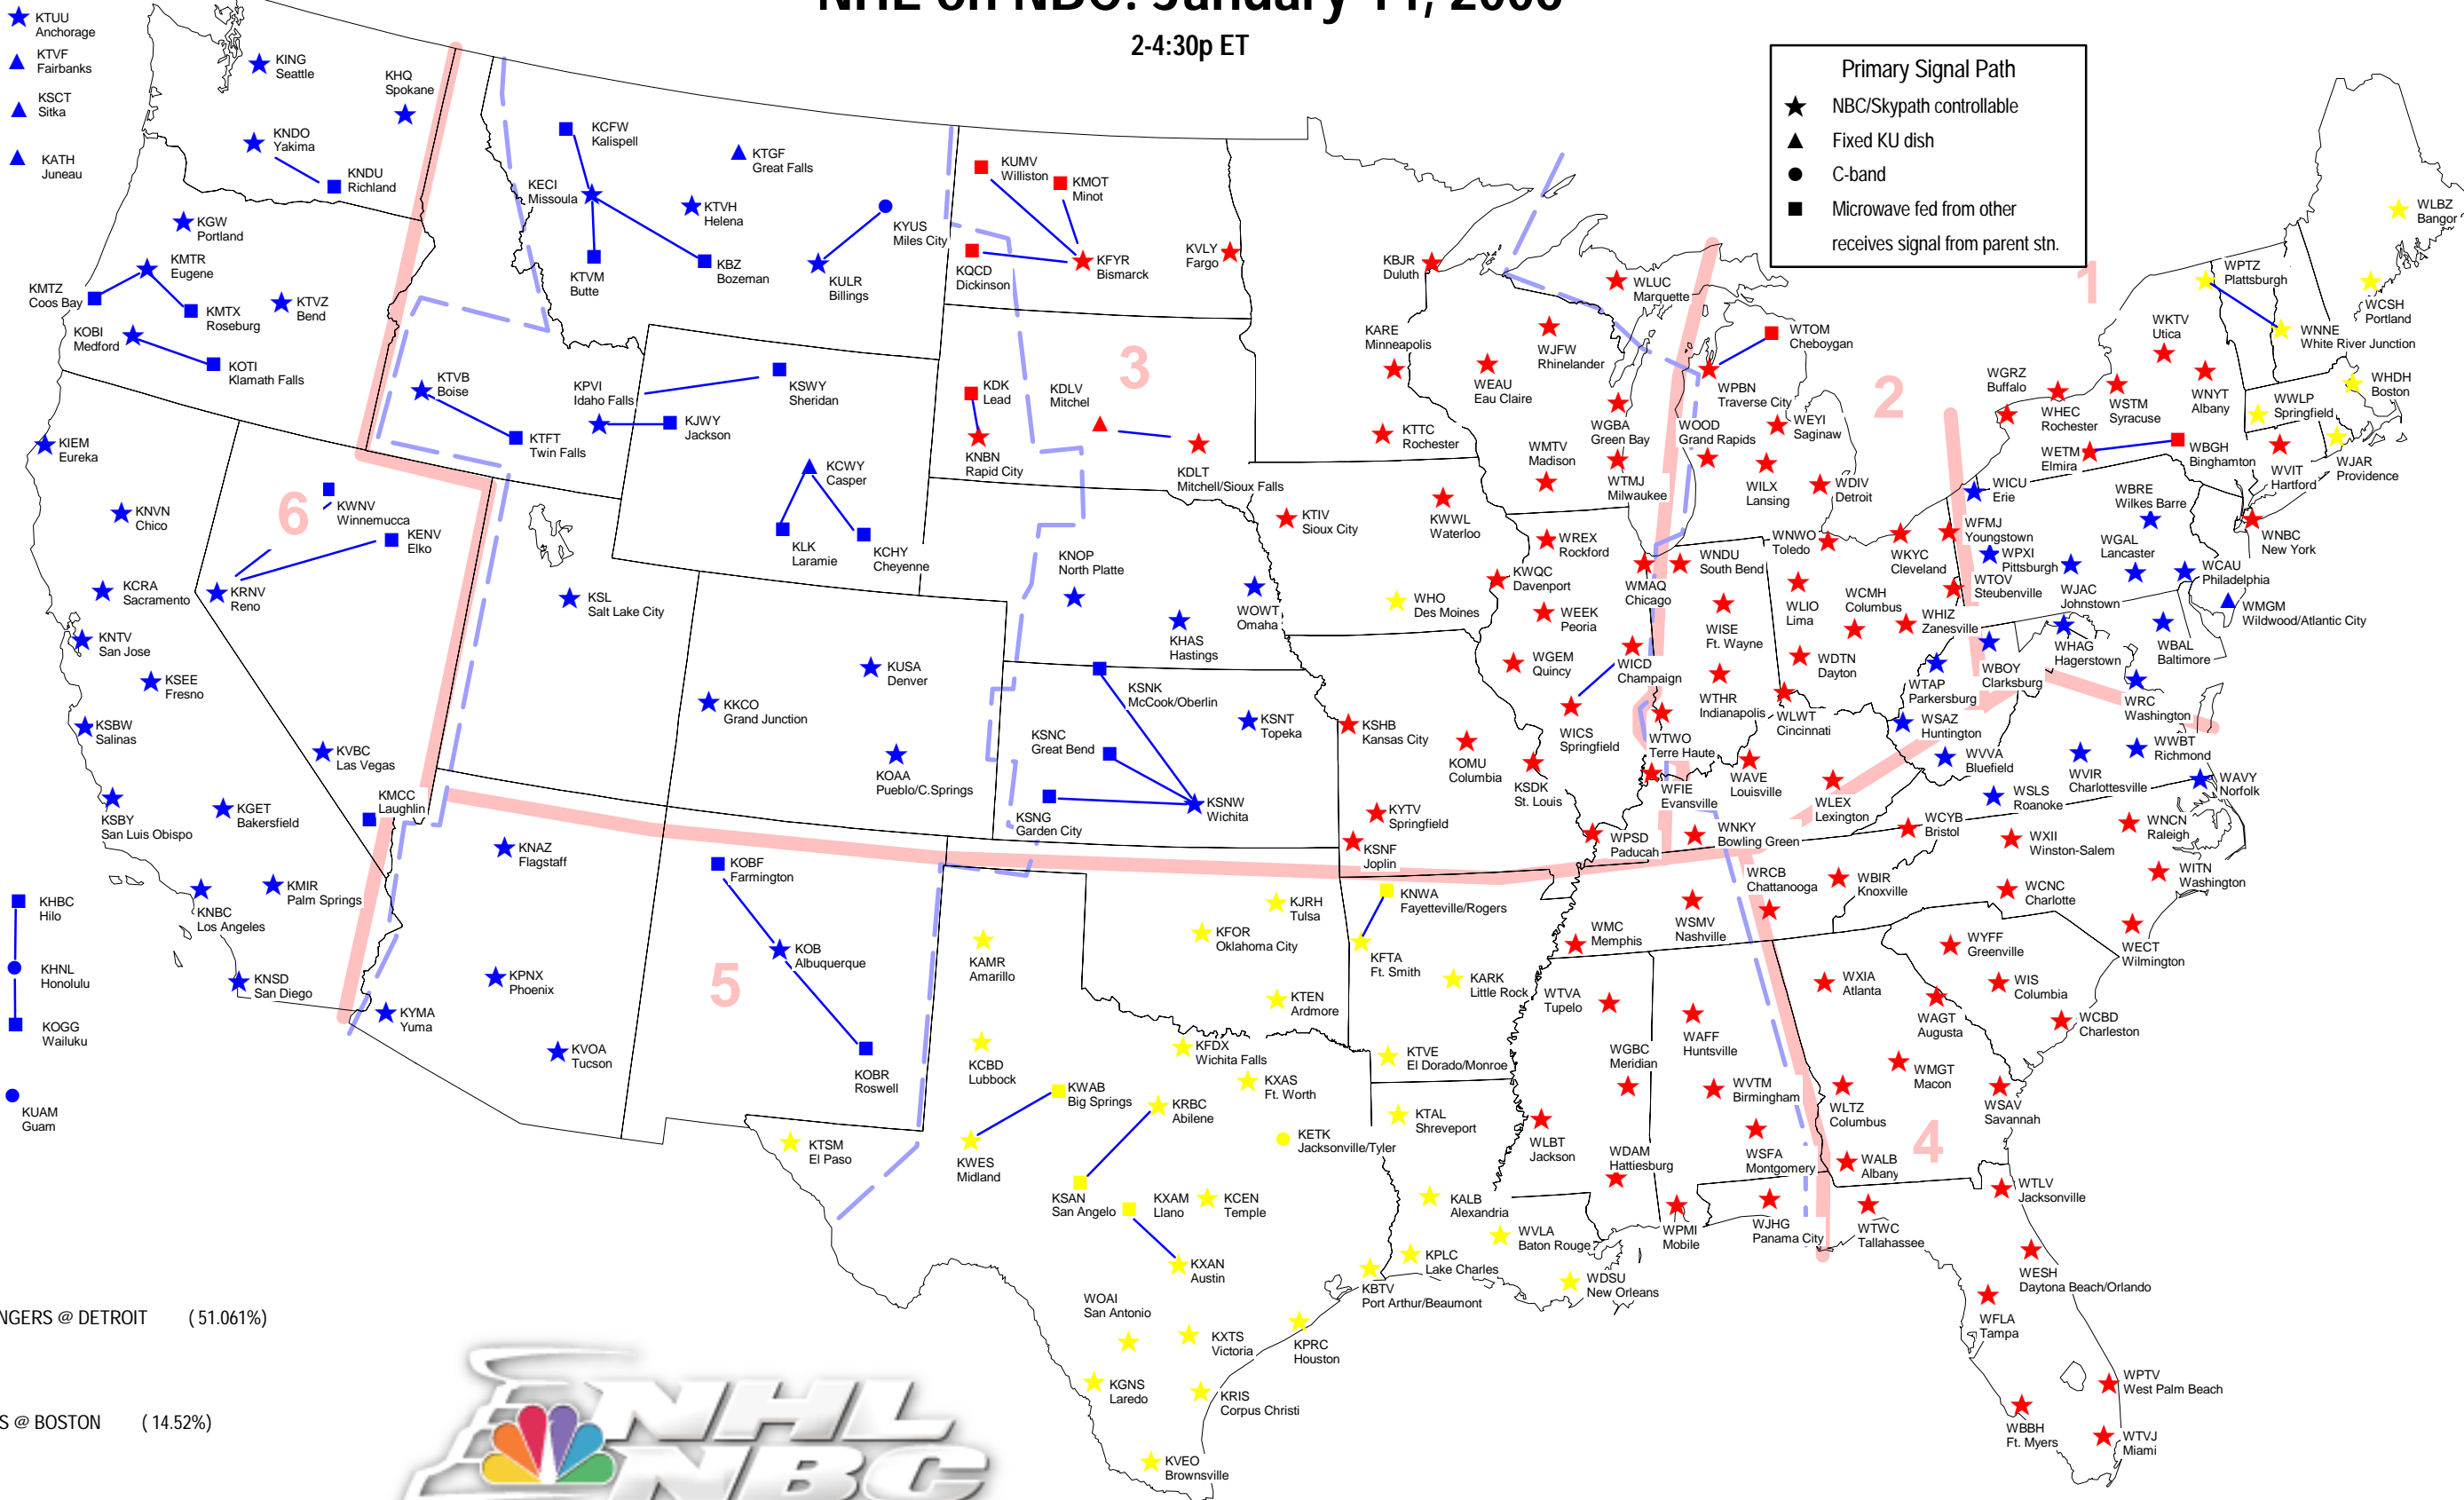 2-4:30p ET
Primary Signal Path
NBC/Skypath controllable
Fixed KU dish
C-band
Microwave fed from other
receives signal from parent stn.
KTUU
Anchorage
KTVF
Fairbanks
KSCT
Sitka
KATH
Juneau
KING
Seattle
KHQ
Spokane
KNDO
Yakima
KNDU
Richland
KGW
Portland
KMTR
Eugene
KMTZ
Coos Bay
KMTX
Roseburg
KTVZ
Bend
KOBI
Medford
KOTI
Klamath Falls
KIEM
Eureka
KNVN
Chico
KCRA
Sacramento
KNTV
San Jose
KSEE
Fresno
KSBW
Salinas
KSBY
San Luis Obispo
KGET
Bakersfield
KNBC
Los Angeles
KMIR
Palm Springs
KNSD
San Diego
6
KWNV
Winnemucca
KENV
Elko
KRNV
Reno
KVBC
Las Vegas
KMCC
Laughlin
KHBC
Hilo
KHNL
Honolulu
KOGG
Wailuku
KUAM
Guam
KCFW
Kalispell
KTGF
Great Falls
KECI
Missoula
KTVH
Helena
KYUS
Miles City
KTVM
Butte
KBZ
Bozeman
KULR
Billings
KTVB
Boise
KTFT
Twin Falls
KPVI
Idaho Falls
KSWY
Sheridan
KJWY
Jackson
KCWY
Casper
KLK
Laramie
KCHY
Cheyenne
KSL
Salt Lake City
KUSA
Denver
KKCO
Grand Junction
KOAA
Pueblo/C.Springs
KNAZ
Flagstaff
KPNX
Phoenix
KYMA
Yuma
KVOA
Tucson
KOBF
Farmington
KOB
Albuquerque
KOBR
Roswell
5
KUMV
Williston
KMOT
Minot
KQCD
Dickinson
KFYR
Bismarck
KVLY
Fargo
KDK
Lead
KNBN
Rapid City
KDLV
Mitchel
3
KDLT
Mitchell/Sioux Falls
KNOP
North Platte
KHAS
Hastings
WOWT
Omaha
KSNK
McCook/Oberlin
KSNC
Great Bend
KSNG
Garden City
KSNW
Wichita
KSNT
Topeka
KBJR
Duluth
KARE
Minneapolis
KTTC
Rochester
KTIV
Sioux City
KWWL
Waterloo
WHO
Des Moines
KWQC
Davenport
WLUC
Marquette
WJFW
Rhinelander
WEAU
Eau Claire
WGBA
Green Bay
WMTV
Madison
WTMJ
Milwaukee
WREX
Rockford
WMAQ
Chicago
WEEK
Peoria
WGEM
Quincy
WICD
Champaign
WICS
Springfield
KSHB
Kansas City
KOMU
Columbia
KSDK
St. Louis
KYTV
Springfield
KSNF
Joplin
WPSD
Paducah
WTOM
Cheboygan
WPBN
Traverse City
WOOD
Grand Rapids
WEYI
Saginaw
WILX
Lansing
WDIV
Detroit
2
WNDU
South Bend
WISE
Ft. Wayne
WTHR
Indianapolis
WTWO
Terre Haute
WFIE
Evansville
WNWO
Toledo
WKYC
Cleveland
WFMJ
Youngstown
WLIO
Lima
WCMH
Columbus
WHIZ
Zanesville
WTOV
Steubenville
WDTN
Dayton
WLWT
Cincinnati
WAVE
Louisville
WLEX
Lexington
WNKY
Bowling Green
1
WLBZ
Bangor
WCSH
Portland
WPTZ
Plattsburgh
WNNE
White River Junction
WHDH
Boston
WWLP
Springfield
WJAR
Providence
WVIT
Hartford
WKTV
Utica
WNYT
Albany
WSTM
Syracuse
WHEC
Rochester
WGRZ
Buffalo
WETM
Elmira
WBGH
Binghamton
WNBC
New York
WICU
Erie
WBRE
Wilkes Barre
WPXI
Pittsburgh
WGAL
Lancaster
WCAU
Philadelphia
WJAC
Johnstown
WMGM
Wildwood/Atlantic City
WHAG
Hagerstown
WBAL
Baltimore
WBOY
Clarksburg
WTAP
Parkersburg
WSAZ
Huntington
WVVA
Bluefield
WRC
Washington
WWBT
Richmond
WVIR
Charlottesville
WAVY
Norfolk
WSLS
Roanoke
WCYB
Bristol
WXII
Winston-Salem
WNCN
Raleigh
WITN
Washington
WCNC
Charlotte
WECT
Wilmington
WRCB
Chattanooga
WBIR
Knoxville
WSMV
Nashville
WMC
Memphis
WYFF
Greenville
WIS
Columbia
WCBD
Charleston
WXIA
Atlanta
WAGT
Augusta
WMGT
Macon
WLTZ
Columbus
WSAV
Savannah
WALB
Albany
4
WTVA
Tupelo
WGBC
Meridian
WLBT
Jackson
WDAM
Hattiesburg
WAFF
Huntsville
WVTM
Birmingham
WSFA
Montgomery
WPMI
Mobile
WJHG
Panama City
WTWC
Tallahassee
WTLV
Jacksonville
WESH
Daytona Beach/Orlando
WFLA
Tampa
WPTV
West Palm Beach
WBBH
Ft. Myers
WTVJ
Miami
KNWA
Fayetteville/Rogers
KFTA
Ft. Smith
KARK
Little Rock
KTVE
El Dorado/Monroe
KTAL
Shreveport
KALB
Alexandria
WVLA
Baton Rouge
KPLC
Lake Charles
WDSU
New Orleans
KJRH
Tulsa
KFOR
Oklahoma City
KTEN
Ardmore
KAMR
Amarillo
KCBD
Lubbock
KFDX
Wichita Falls
KXAS
Ft. Worth
KWAB
Big Springs
KRBC
Abilene
KETK
Jacksonville/Tyler
KTSM
El Paso
KWES
Midland
KSAN
San Angelo
KXAM
Llano
KCEN
Temple
KXAN
Austin
KBTV
Port Arthur/Beaumont
WOAI
San Antonio
KXTS
Victoria
KPRC
Houston
KGNS
Laredo
KRIS
Corpus Christi
KVEO
Brownsville
@ DETROIT ( 51.061%)
@ BOSTON ( 14.52%)
NHL
NBC